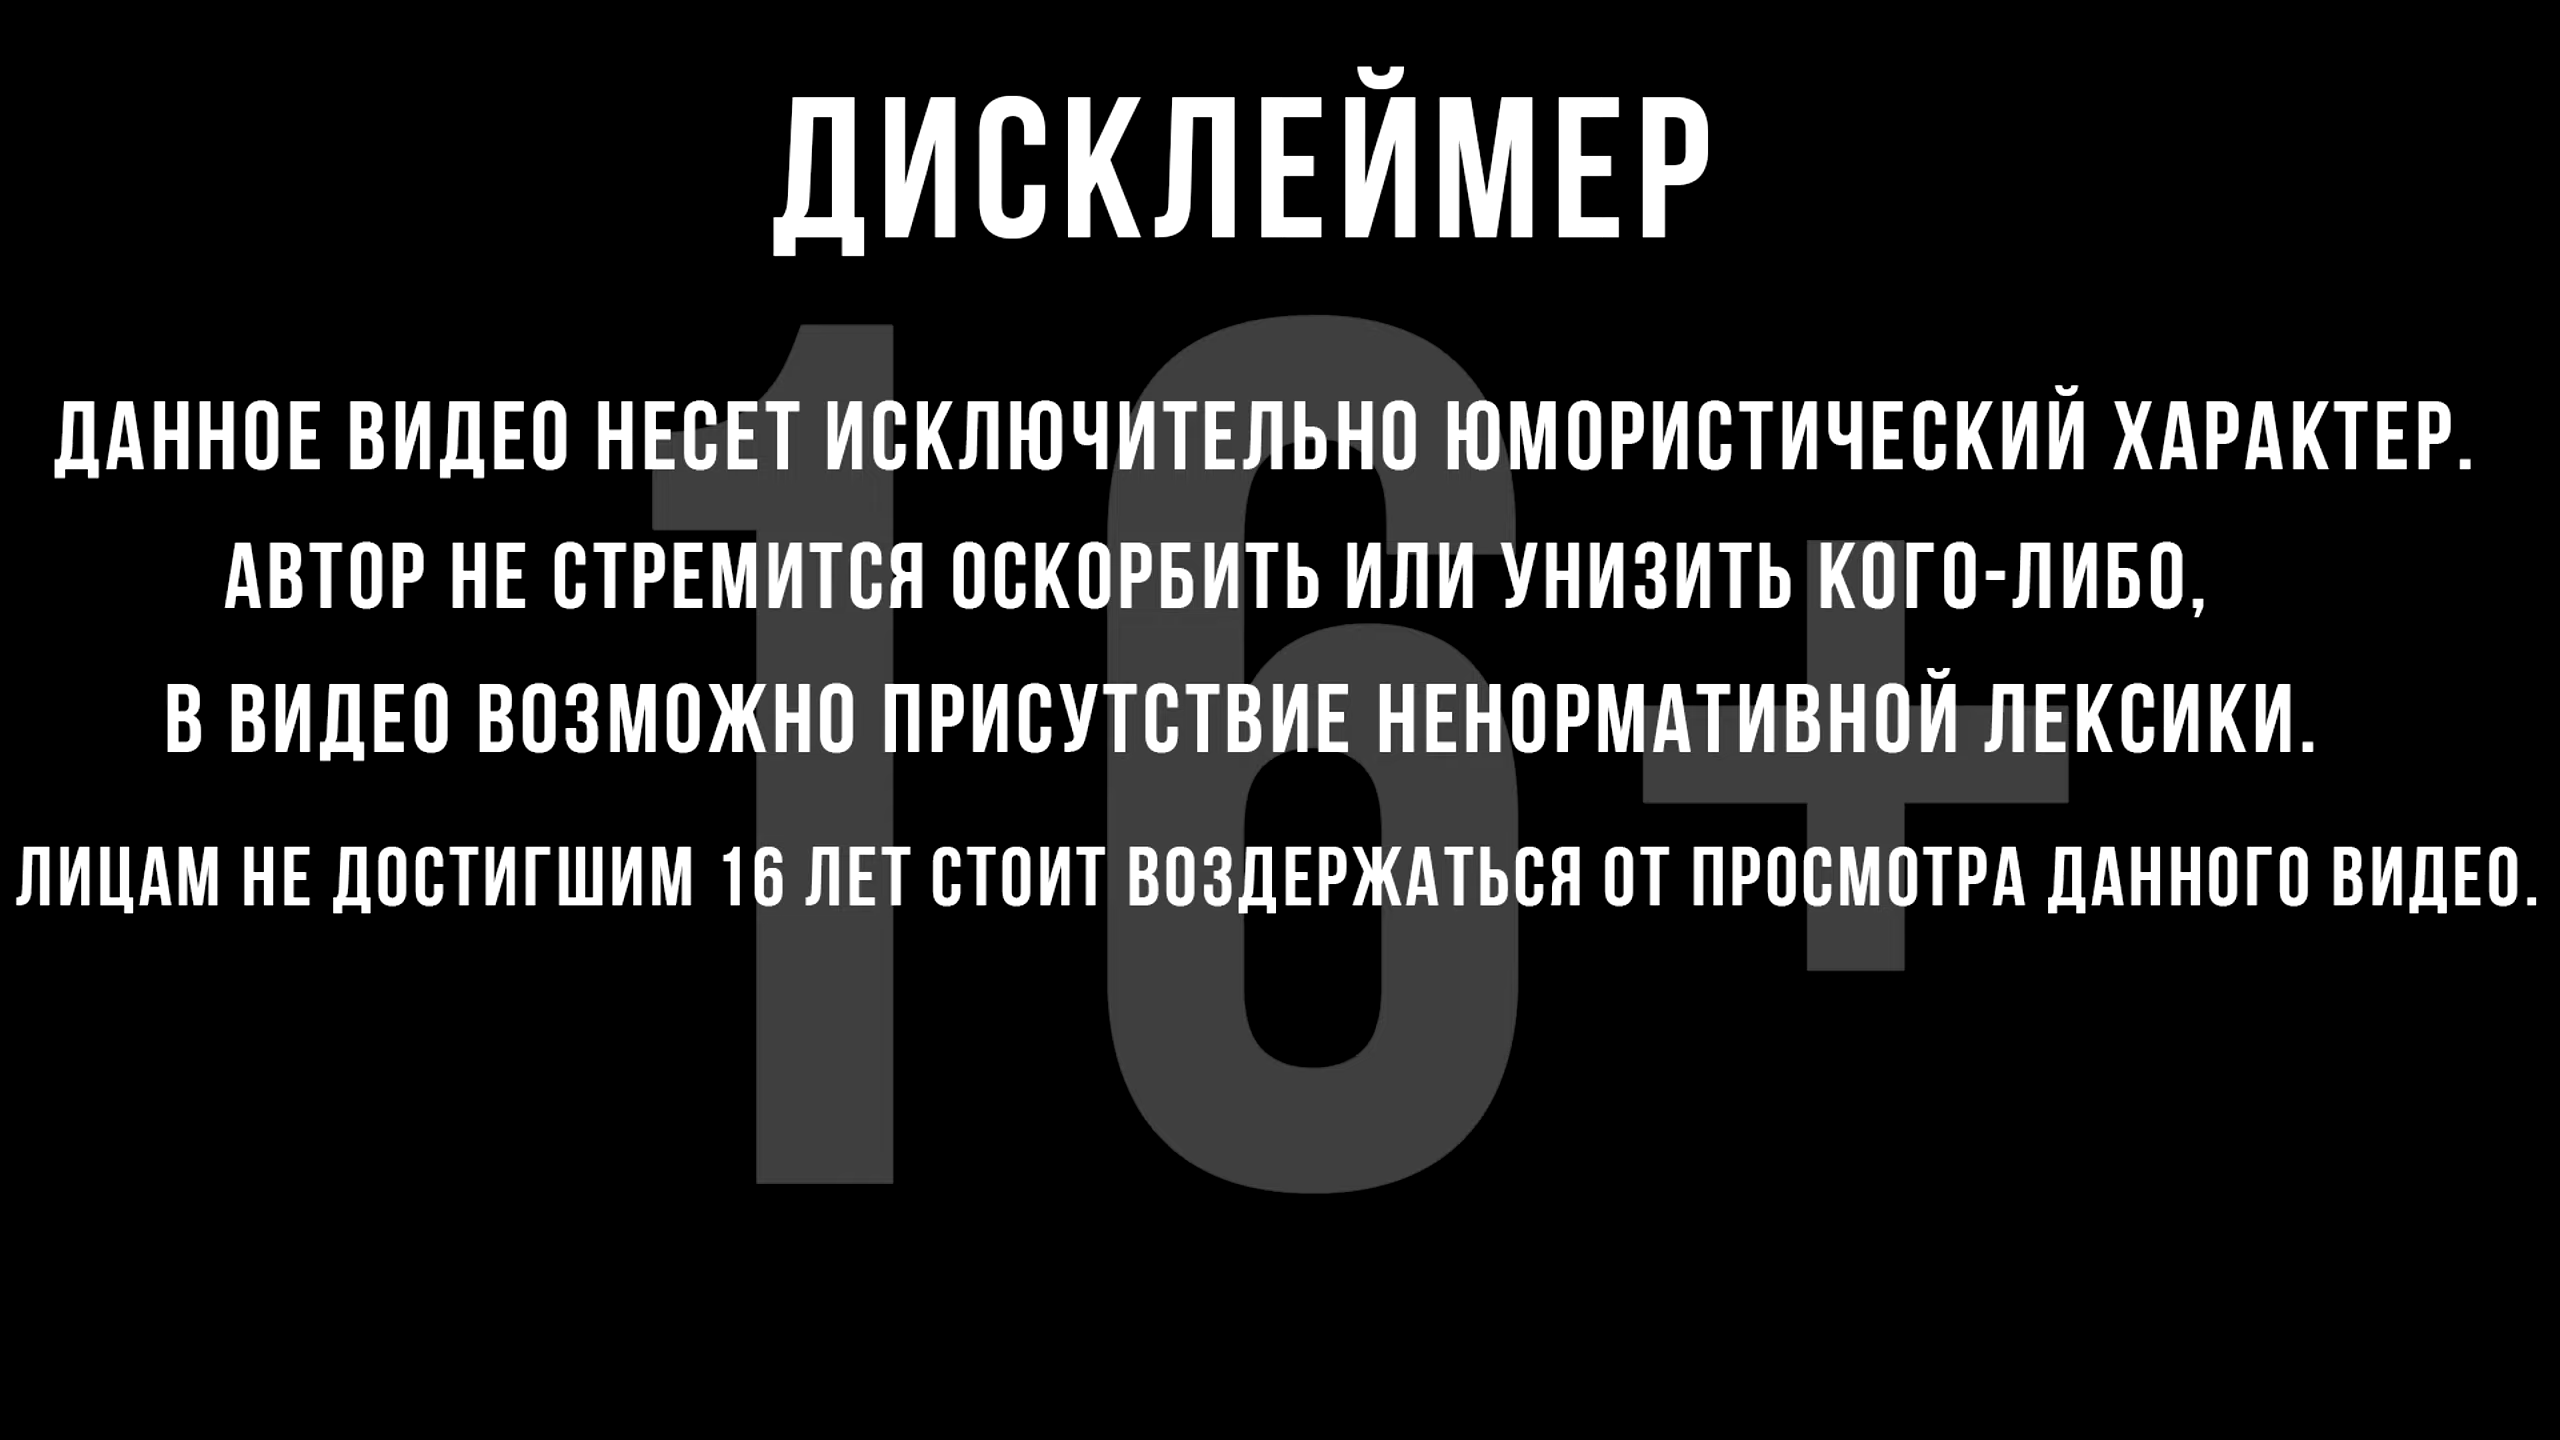 ДИСКЛЕЙМЕР
ДАННОЕ ВИДЕО НЕСЕТ ИСКЛЮЧИТЕЛЬНО ЮМОРИСТИЧЕСКИЙ ХАРАКТЕР.
АВТОР НЕ СТРЕМИТСЯ ОСКОРБИТЬ ИЛИ УНИЗИТЬ КОГО-ЛИБО,
В ВИДЕО ВОЗМОЖНО ПРИСУТСТВИЕ НЕНОРМАТИВНОЙ ЛЕКСИКИ.
ЛИЦАМ НЕ ДОСТИГШИМ 16 ЛЕТ СТОИТ ВОЗДЕРЖАТЬСЯ ОТ ПРОСМОТРА ДАННОГО ВИДЕО.
16+